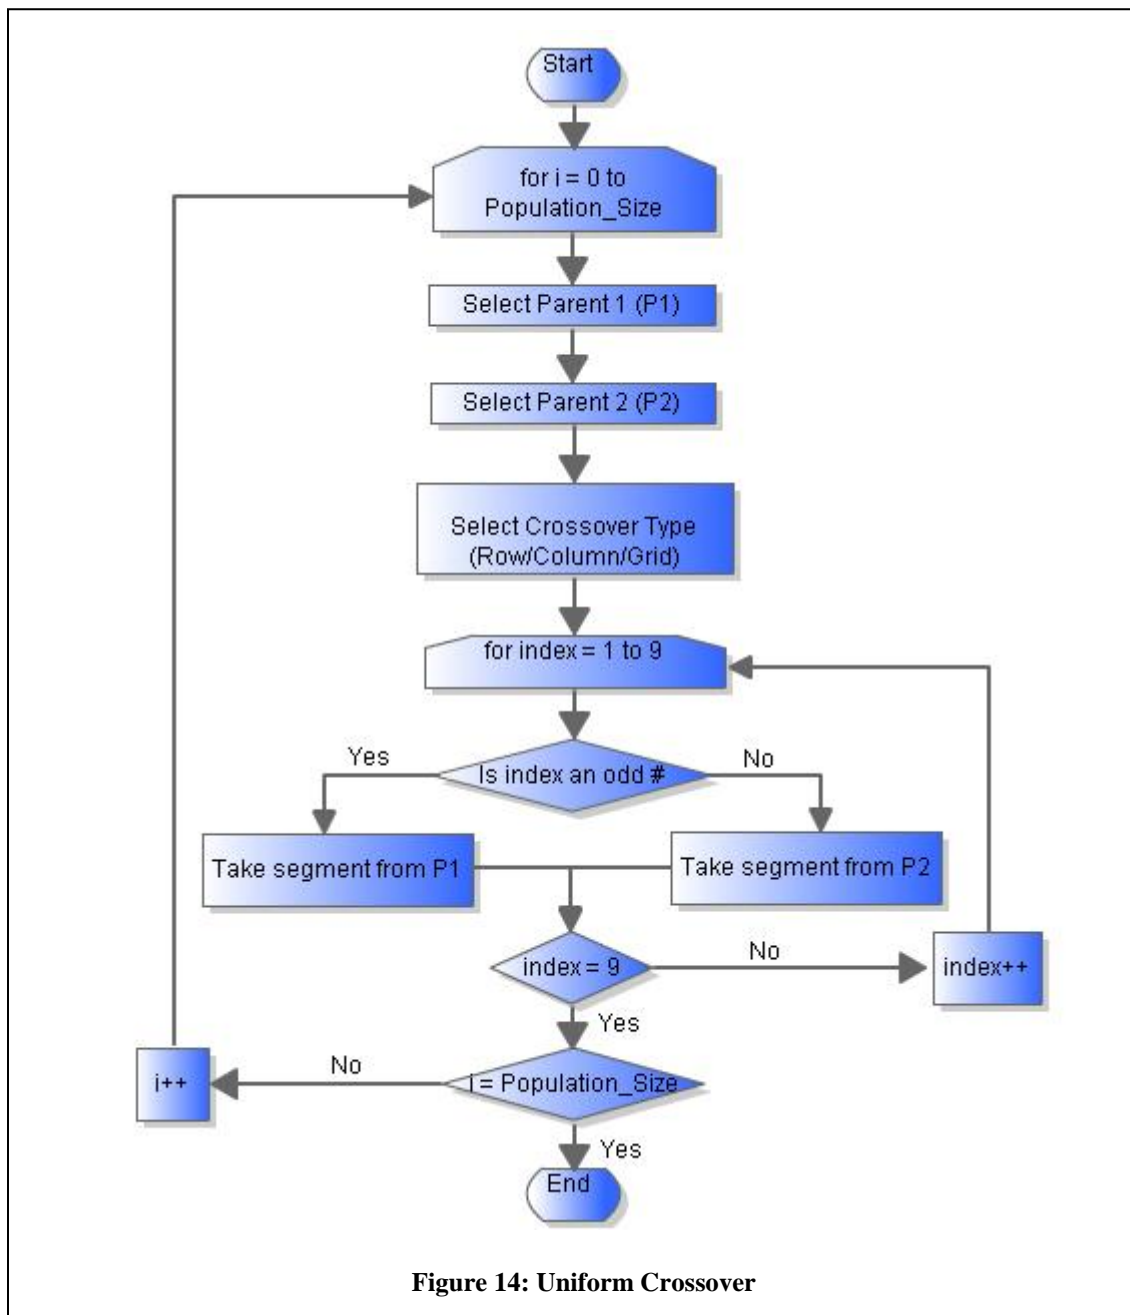 Start
for i = 0 to
Population_Size
Select Parent 1 (P1)
Select Parent 2 (P2)
Select Crossover Type
(Row/Column/Grid)
for index = 1 to 9
Yes
Is index an odd #
No
Take segment from P1
Take segment from P2
index = 9
No
index++
Yes
i++
No
i = Population_Size
Yes
End
Figure 14: Uniform Crossover